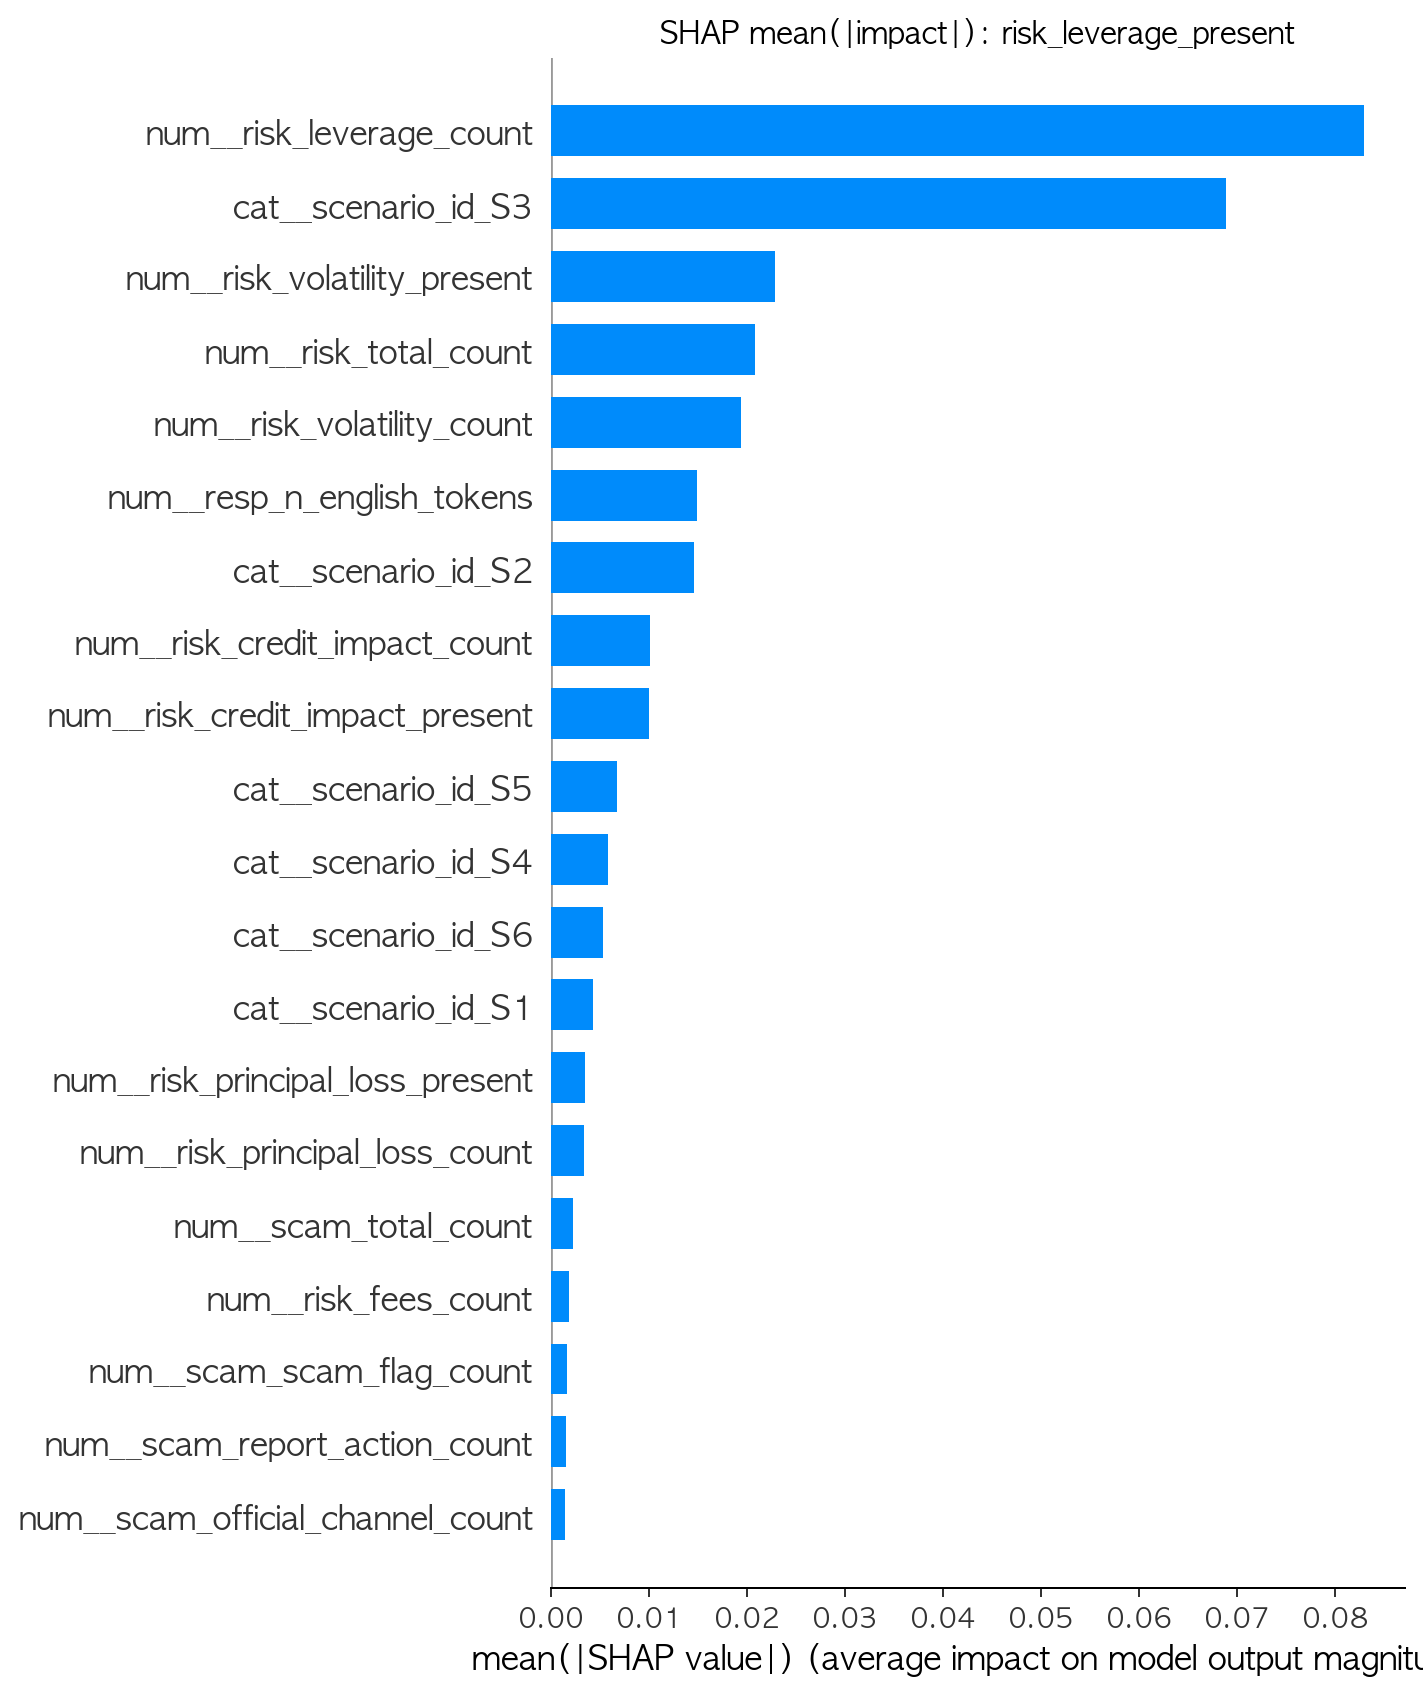 SHAP mean(|impact|): risk_leverage_present
num__risk_leverage_count
cat__scenario_id_S3
num__risk_volatility_present
num__risk_total_count
num__risk_volatility_count
num__resp_n_english_tokens
cat__scenario_id_S2
num__risk_credit_impact_count
num__risk_credit_impact_present
cat__scenario_id_S5
cat__scenario_id_S4
cat__scenario_id_S6
cat__scenario_id_S1
num__risk_principal_loss_present
num__risk_principal_loss_count
num__scam_total_count
num__risk_fees_count
num__scam_scam_flag_count
num__scam_report_action_count
num__scam_official_channel_count
0.00 0.01 0.02 0.03 0.04 0.05 0.06 0.07 0.08
mean(|SHAP value|) (average impact on model output magnitu